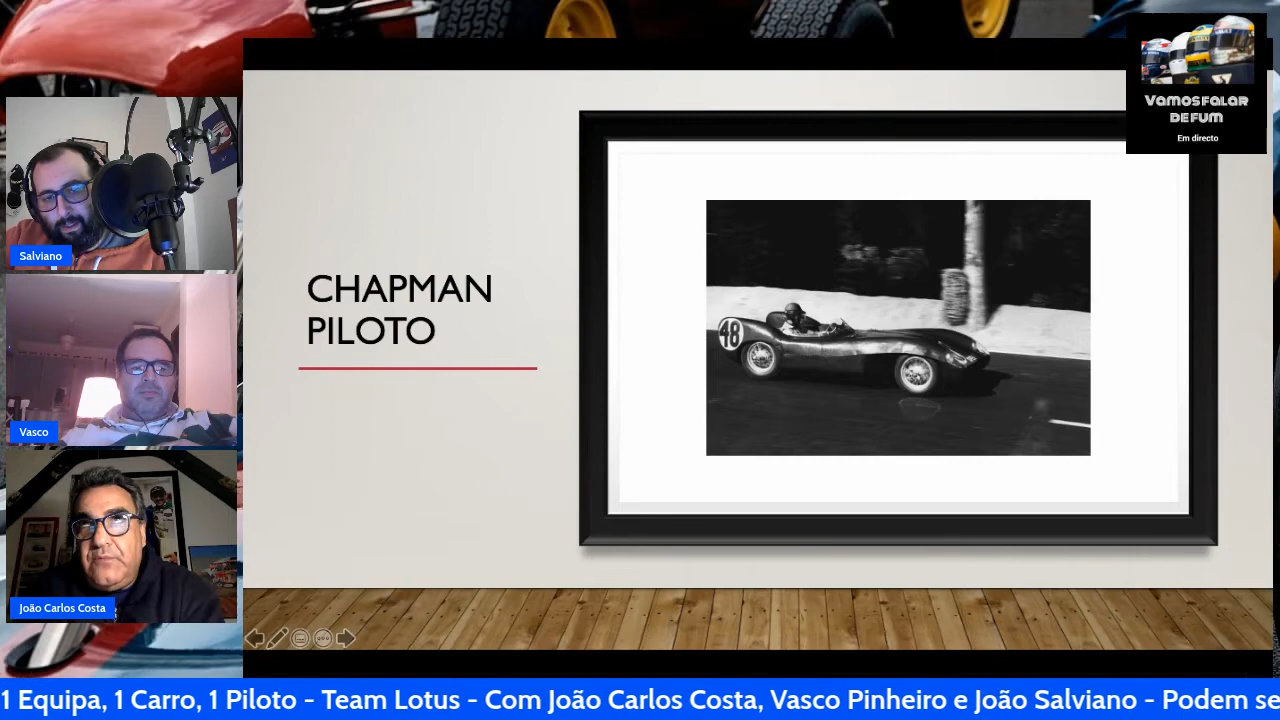 VAMOS FALAR
DE FUM
Em directo
Salviano
Vasco
João Carlos Costa
CHAPMAN
PILOTO
48
1 Equipa, 1 Carro, 1 Piloto - Team Lotus - Com João Carlos Costa, Vasco Pinheiro e João Salviano - Podem se